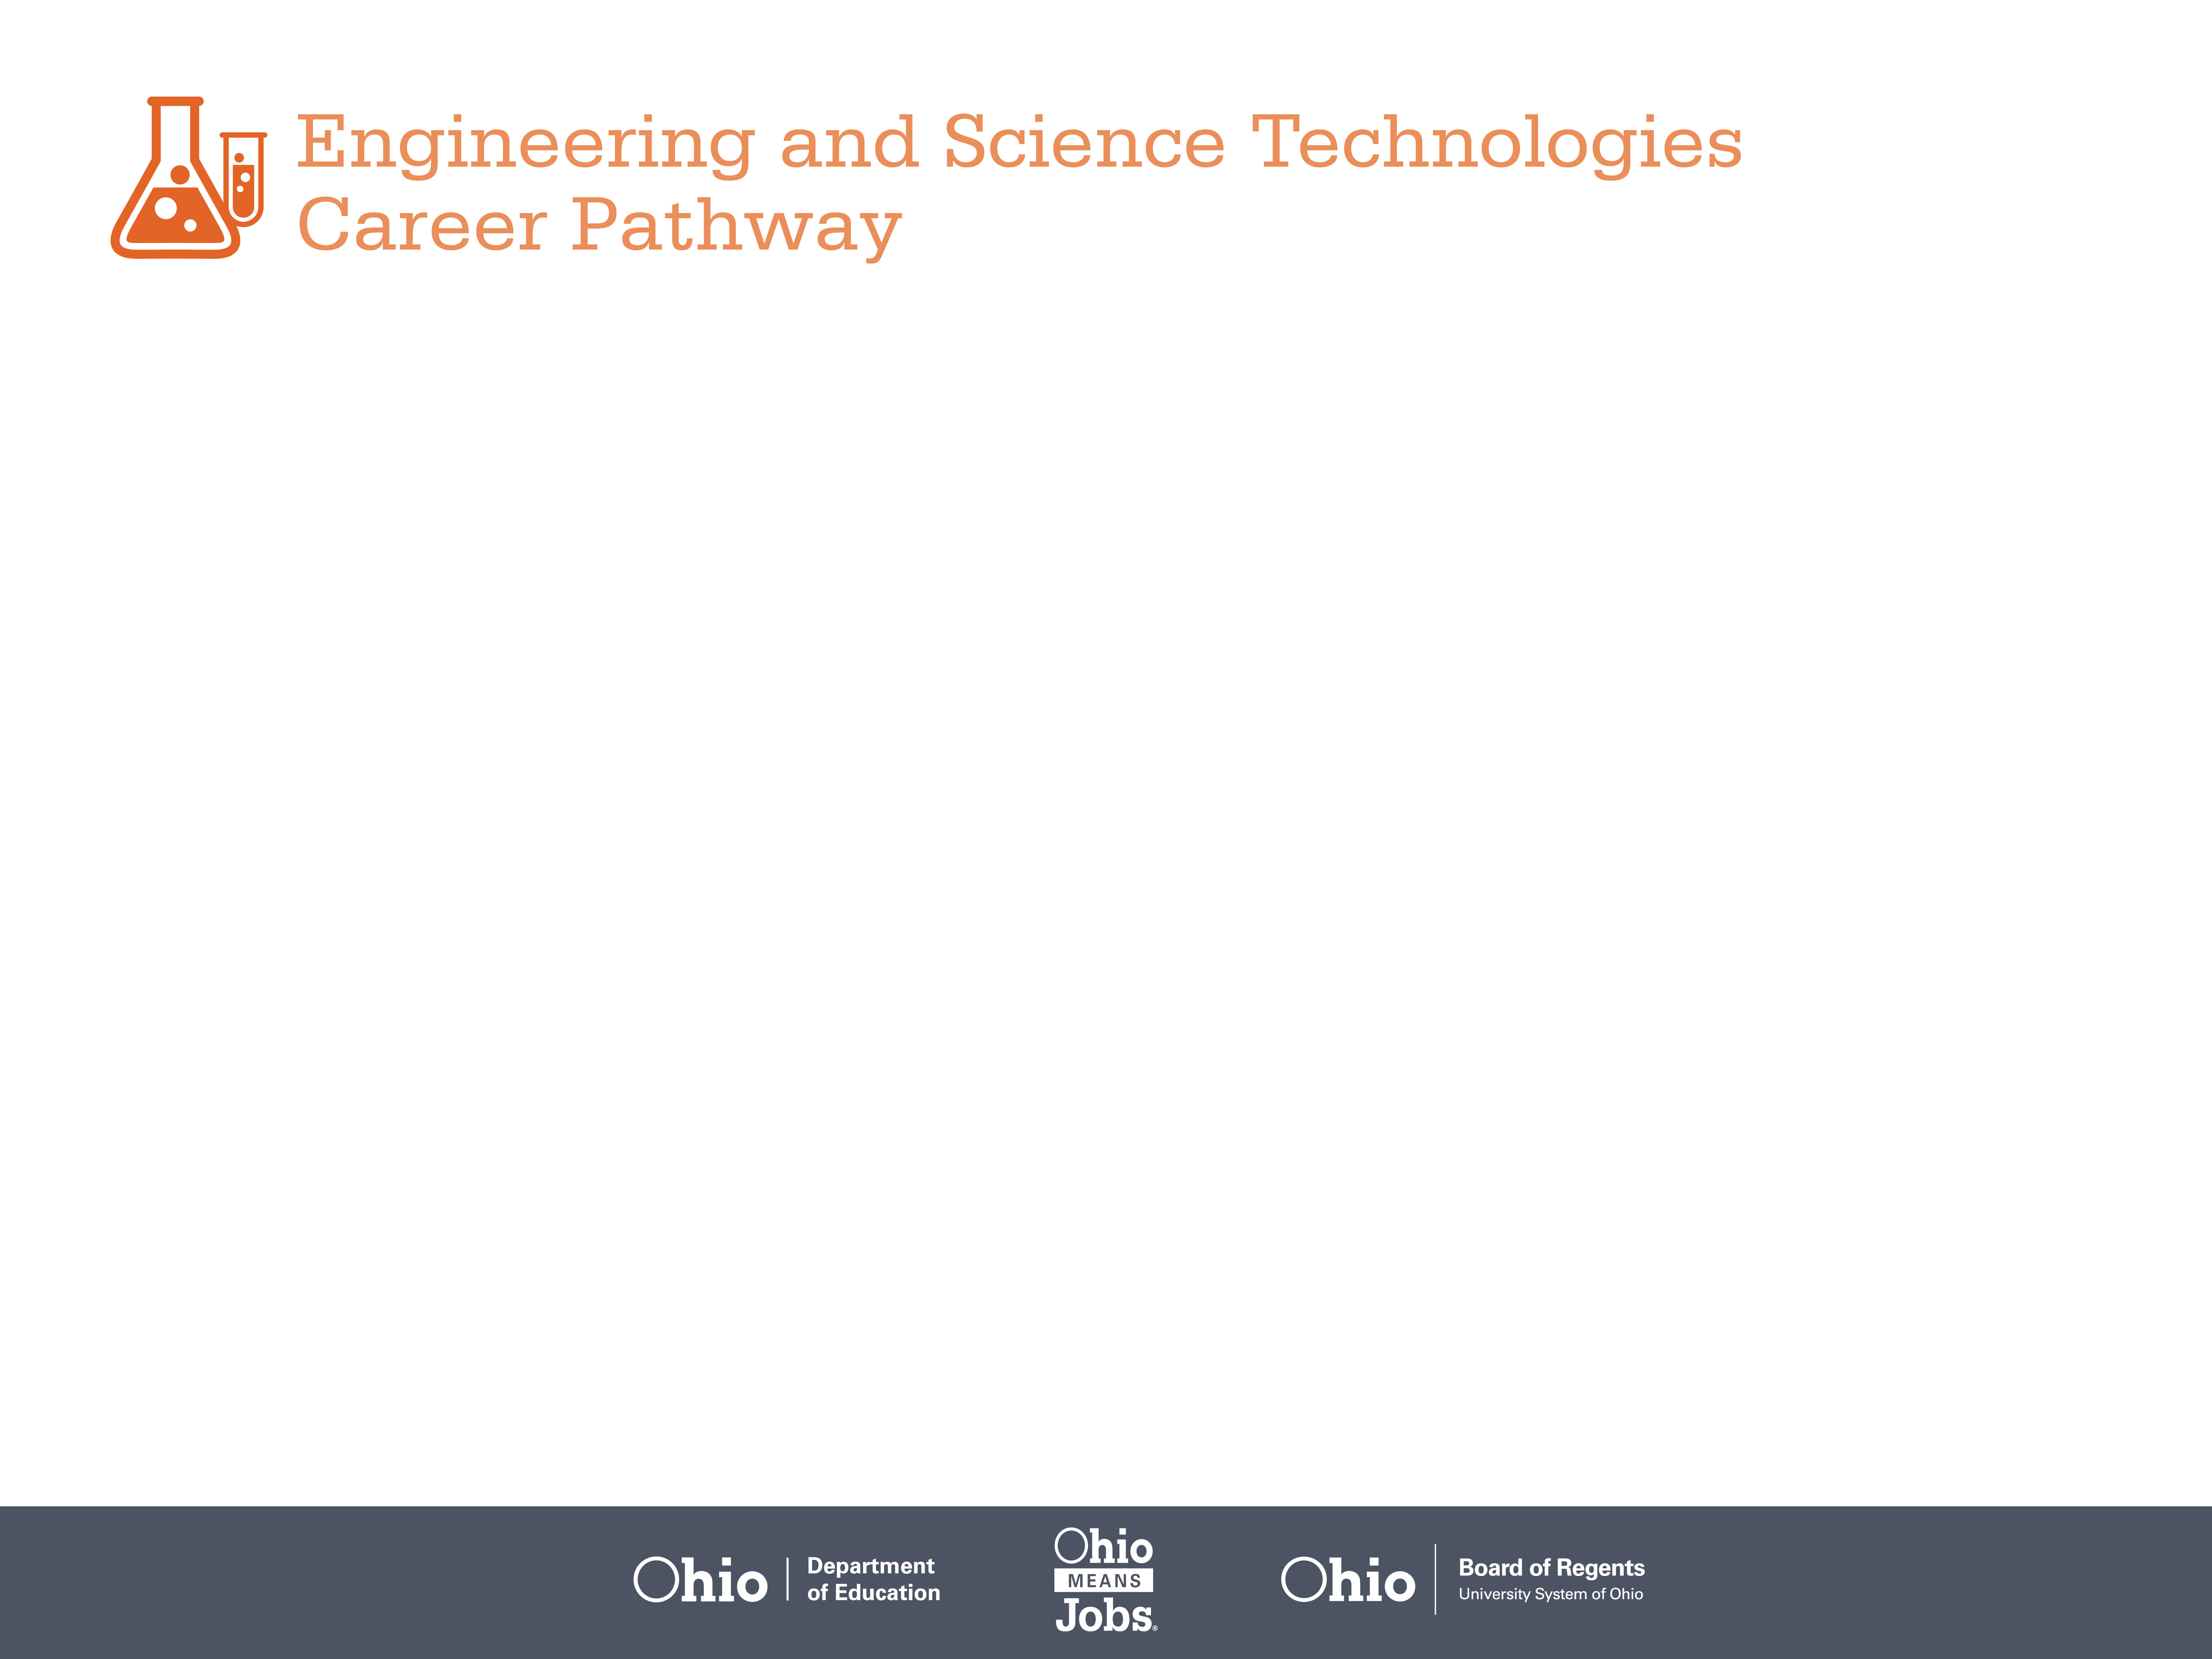 Engineering and Science Technologies
Career Pathway
Ohio
Department
of Education
Ohio
MEANS
Jobs®
Ohio
Board of Regents
University System of Ohio